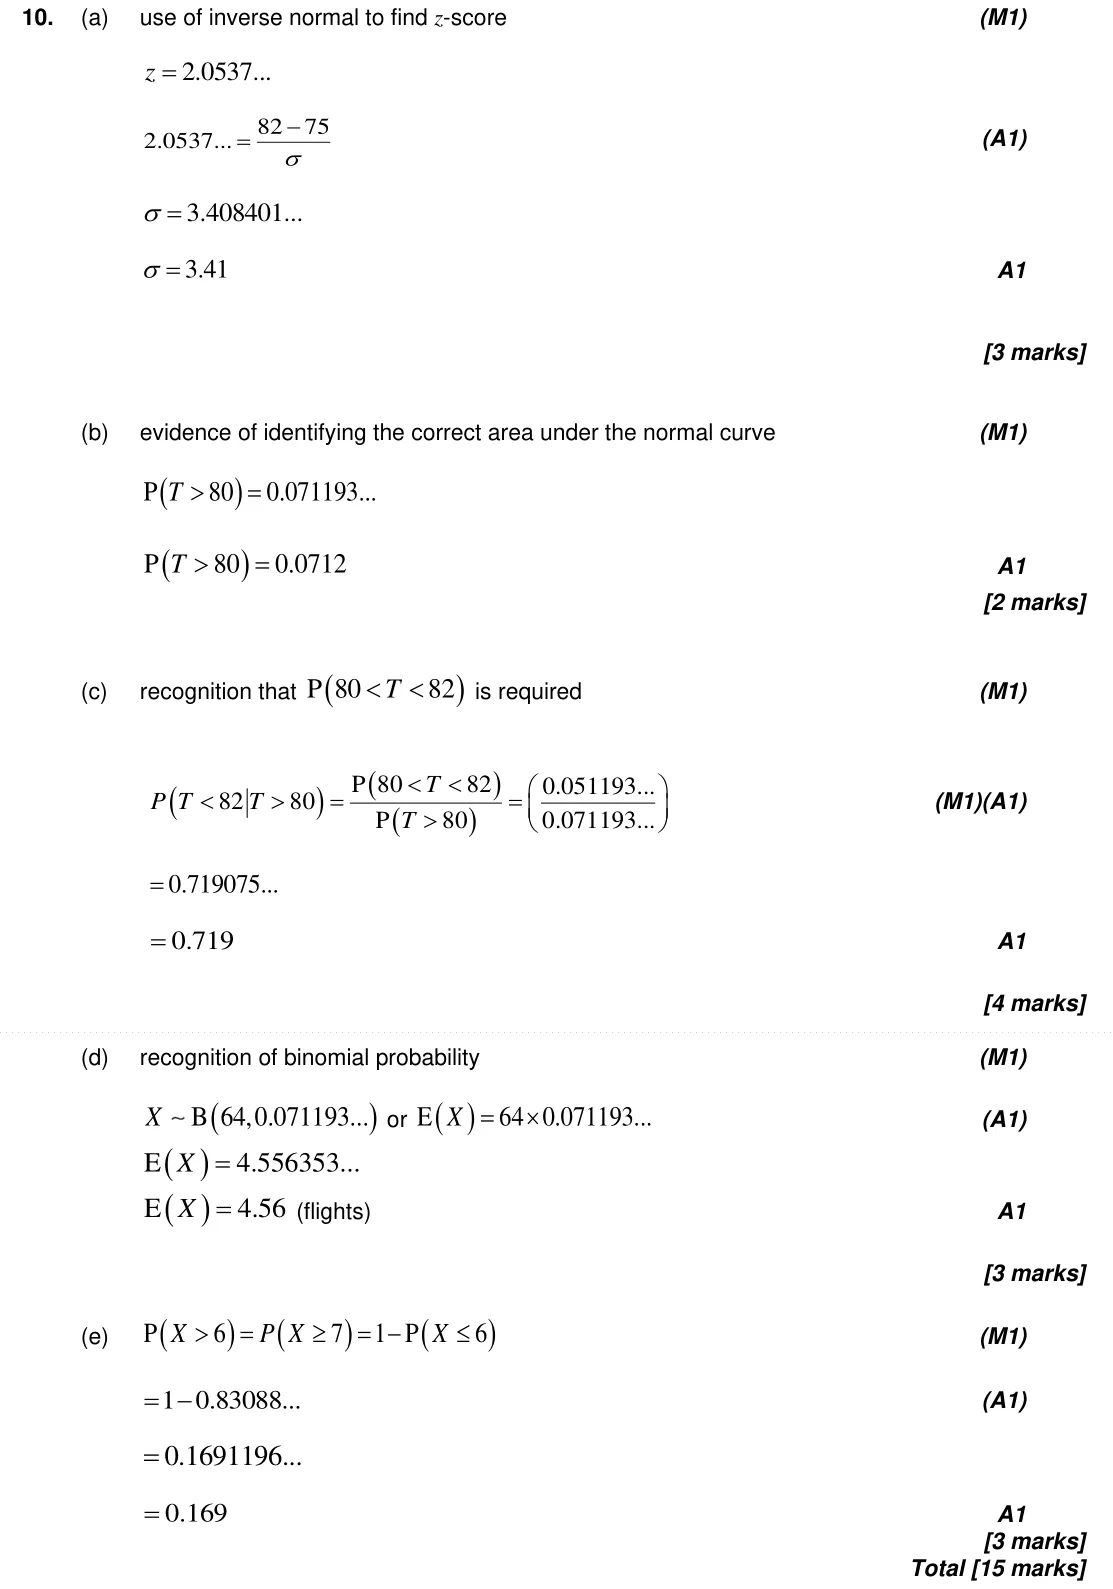 10. (a) use of inverse normal to find z-score (M1)
z = 2.0537...
2.0537... = (82 − 75)/σ (A1)
σ = 3.408401...
σ = 3.41 A1
[3 marks]
(b) evidence of identifying the correct area under the normal curve (M1)
P(T > 80) = 0.071193...
P(T > 80) = 0.0712 A1
[2 marks]
(c) recognition that P(80 < T < 82) is required (M1)
P(T < 82|T > 80) = P(80 < T < 82)/P(T > 80) = (0.051193.../0.071193...) (M1)(A1)
= 0.719075...
= 0.719 A1
[4 marks]
(d) recognition of binomial probability (M1)
X ~ B(64, 0.071193...) or E(X) = 64 × 0.071193... (A1)
E(X) = 4.556353...
E(X) = 4.56 (flights) A1
[3 marks]
(e) P(X > 6) = P(X ≥ 7) = 1 − P(X ≤ 6) (M1)
= 1 − 0.83088... (A1)
= 0.1691196...
= 0.169 A1
[3 marks]
Total [15 marks]